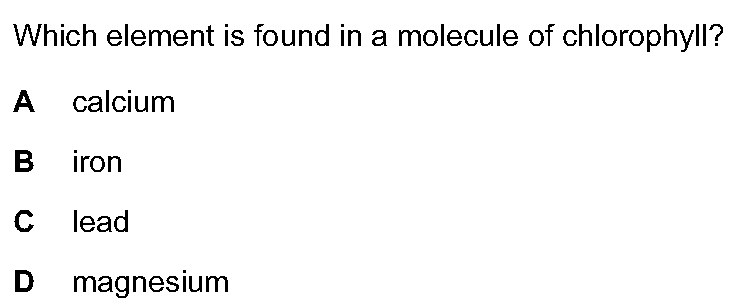 Which element is found in a molecule of chlorophyll?
A calcium
B iron
C lead
D magnesium